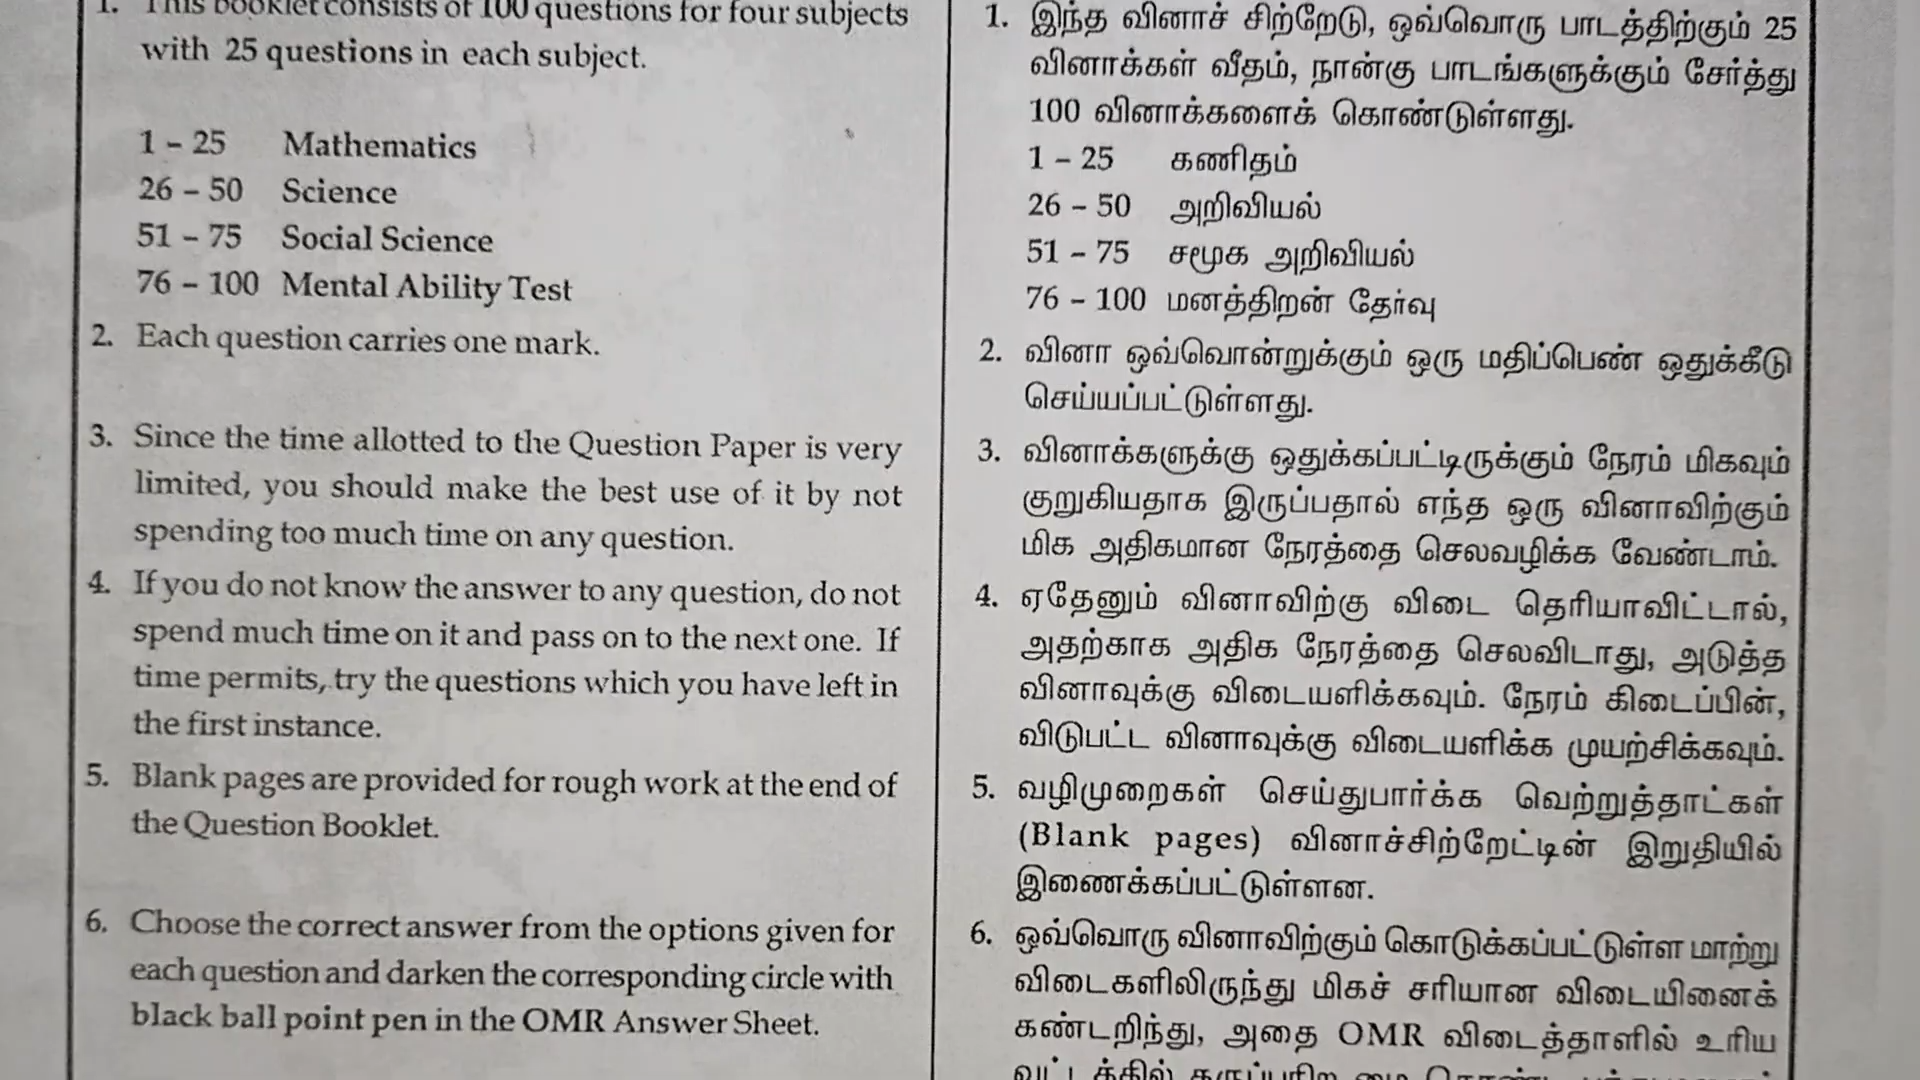 1. This booklet consists of 100 questions for four subjects
with 25 questions in each subject.
1 – 25 Mathematics
26 – 50 Science
51 – 75 Social Science
76 – 100 Mental Ability Test
2. Each question carries one mark.
3. Since the time allotted to the Question Paper is very
limited, you should make the best use of it by not
spending too much time on any question.
4. If you do not know the answer to any question, do not
spend much time on it and pass on to the next one. If
time permits, try the questions which you have left in
the first instance.
5. Blank pages are provided for rough work at the end of
the Question Booklet.
6. Choose the correct answer from the options given for
each question and darken the corresponding circle with
black ball point pen in the OMR Answer Sheet.
1. இந்த வினாச் சிற்றேடு, ஒவ்வொரு பாடத்திற்கும் 25
வினாக்கள் வீதம், நான்கு பாடங்களுக்கும் சேர்த்து
100 வினாக்களைக் கொண்டுள்ளது.
1 – 25 கணிதம்
26 – 50 அறிவியல்
51 – 75 சமூக அறிவியல்
76 – 100 மனத்திறன் தேர்வு
2. வினா ஒவ்வொன்றுக்கும் ஒரு மதிப்பெண் ஒதுக்கீடு
செய்யப்பட்டுள்ளது.
3. வினாக்களுக்கு ஒதுக்கப்பட்டிருக்கும் நேரம் மிகவும்
குறுகியதாக இருப்பதால் எந்த ஒரு வினாவிற்கும்
மிக அதிகமான நேரத்தை செலவழிக்க வேண்டாம்.
4. ஏதேனும் வினாவிற்கு விடை தெரியாவிட்டால்,
அதற்காக அதிக நேரத்தை செலவிடாது, அடுத்த
வினாவுக்கு விடையளிக்கவும். நேரம் கிடைப்பின்,
விடுபட்ட வினாவுக்கு விடையளிக்க முயற்சிக்கவும்.
5. வழிமுறைகள் செய்துபார்க்க வெற்றுத்தாட்கள்
(Blank pages) வினாச்சிற்றேட்டின் இறுதியில்
இணைக்கப்பட்டுள்ளன.
6. ஒவ்வொரு வினாவிற்கும் கொடுக்கப்பட்டுள்ள மாற்று
விடைகளிலிருந்து மிகச் சரியான விடையினைக்
கண்டறிந்து, அதை OMR விடைத்தாளில் உரிய